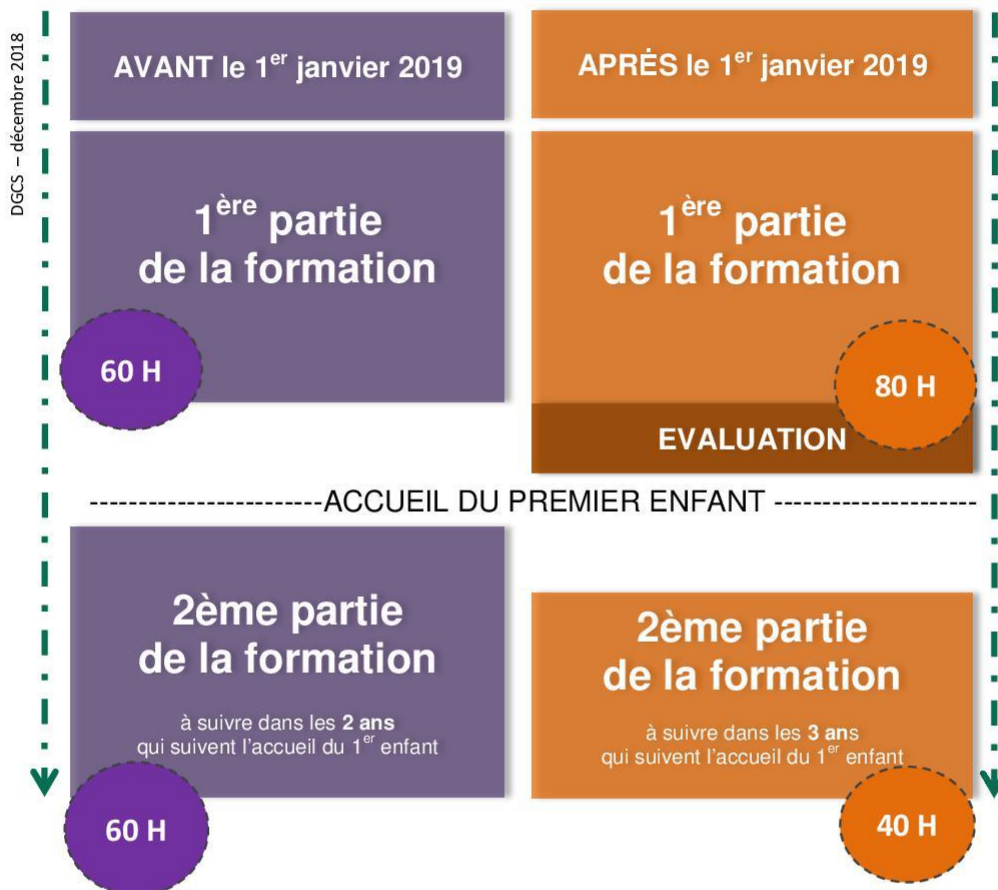 DGCS – décembre 2018
AVANT le 1er janvier 2019
APRÈS le 1er janvier 2019
1ère partie
de la formation
60 H
1ère partie
de la formation
80 H
EVALUATION
------------------------ACCUEIL DU PREMIER ENFANT ---------------------
2ème partie
de la formation
à suivre dans les 2 ans
qui suivent l’accueil du 1er enfant
60 H
2ème partie
de la formation
à suivre dans les 3 ans
qui suivent l’accueil du 1er enfant
40 H